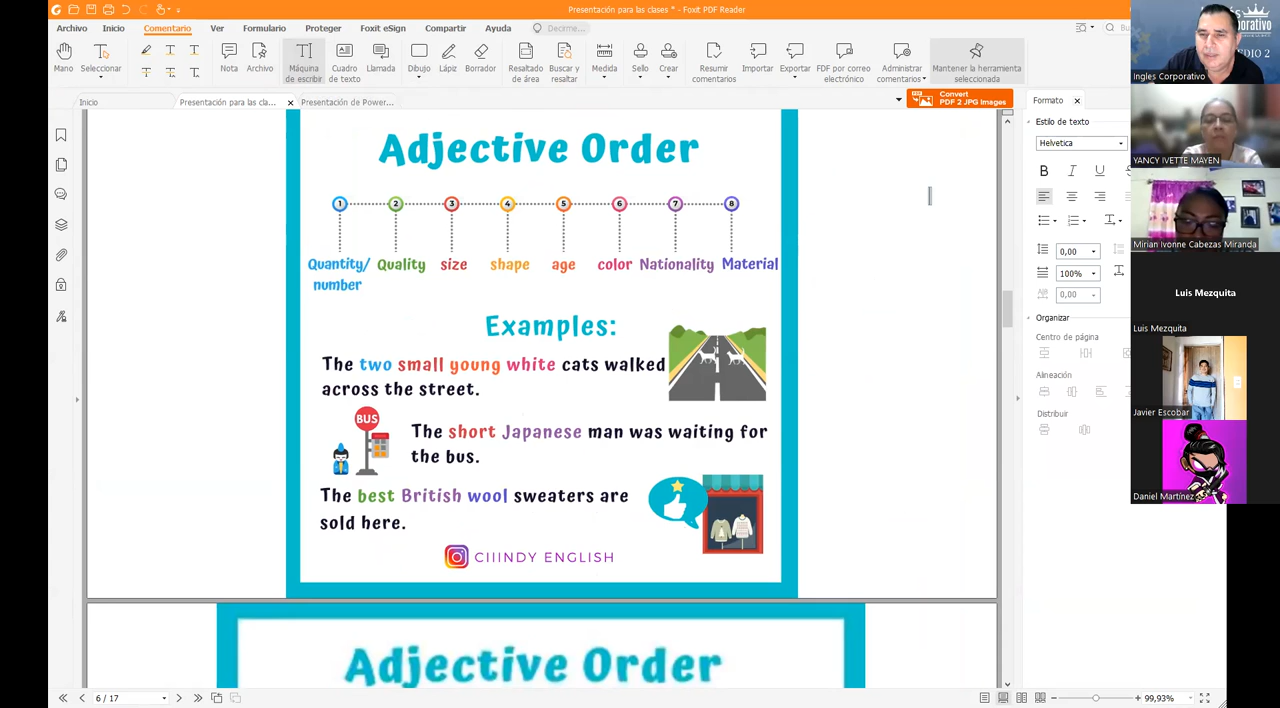 Presentación para las clases * - Foxit PDF Reader
Archivo Inicio Comentario Ver Formulario Proteger Foxit eSign Compartir Ayuda Decirme...
Mano
Seleccionar
Nota
Archivo
Máquina de escribir
Cuadro de texto
Llamada
Dibujo
Lápiz
Borrador
Resaltado de área
Buscar y resaltar
Medida
Sello
Crear
Resumir comentarios
Importar
Exportar
PDF por correo electrónico
Administrar comentarios
Mantener la herramienta seleccionada
Inicio
Presentación para las cla...
Presentación de Power...
Convert
PDF 2 JPG Images
Formato
Estilo de texto
Helvetica
B I U
0,00
100%
0,00
Organizar
Centro de página
Alineación
Distribuir
Adjective Order
1 2 3 4 5 6 7 8
Quantity/ Quality size shape age color Nationality Material
number
Examples:
The two small young white cats walked
across the street.
BUS
The short Japanese man was waiting for
the bus.
The best British wool sweaters are
sold here.
CIIINDY ENGLISH
Adjective Order
6 / 17
99,93%
Ingles Corporativo
YANCY IVETTE MAYEN
Mirian Ivonne Cabezas Miranda
Luis Mezquita
Luis Mezquita
Javier Escobar
Daniel Martínez